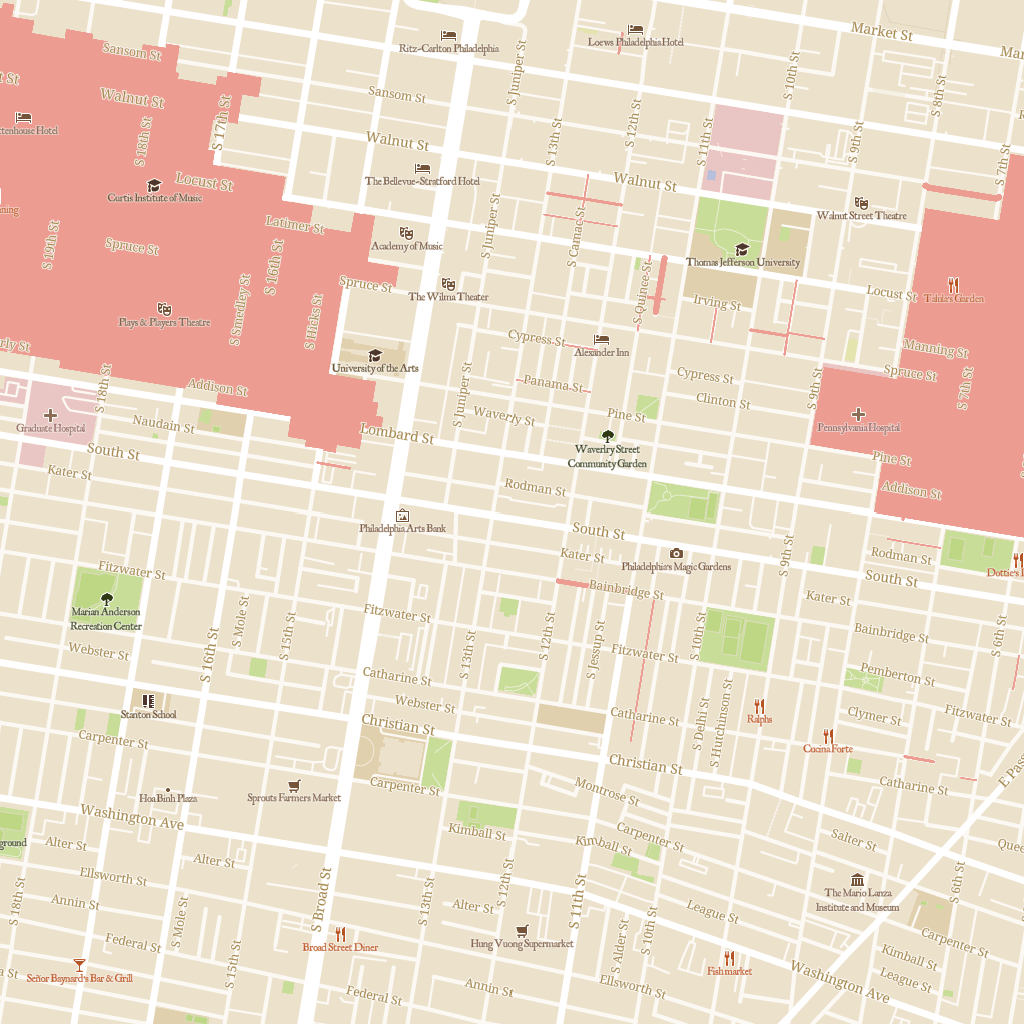 Market St
Ritz-Carlton Philadelphia
Loews Philadelphia Hotel
Sansom St
S Juniper St
S 10th St
S 8th St
Walnut St
Sansom St
S 17th St
S 18th St
S 13th St
S 12th St
S 11th St
S 9th St
Walnut St
Walnut St
The Bellevue-Stratford Hotel
Curtis Institute of Music
Locust St
S 7th St
Walnut Street Theatre
Latimer St
Academy of Music
S Juniper St
S Camac St
Spruce St
S 19th St
S 16th St
Thomas Jefferson University
Spruce St
The Wilma Theater
S Quince St
Irving St
Locust St
Plays & Players Theatre
S Smedley St
S Hicks St
Cypress St
Alexander Inn
Manning St
Spruce St
University of the Arts
Panama St
Cypress St
S 7th St
Addison St
S 18th St
S Juniper St
Clinton St
S 9th St
Graduate Hospital
Naudain St
Waverly St
Pine St
Pennsylvania Hospital
Lombard St
South St
Kater St
Waverlry Street
Community Garden
Pine St
Rodman St
Addison St
Philadelphia Arts Bank
South St
Kater St
Philadelphia's Magic Gardens
S 9th St
Rodman St
South St
Fitzwater St
Bainbridge St
Kater St
Marian Anderson
Recreation Center
S Mole St
S 15th St
Fitzwater St
S 13th St
S 12th St
S Jessup St
Fitzwater St
S 10th St
Bainbridge St
S 6th St
Webster St
S 16th St
Catharine St
Webster St
Pemberton St
Stanton School
Christian St
Catharine St
S Delhi St
S Hutchinson St
Ralphs
Clymer St
Fitzwater St
Carpenter St
Cucina Forte
Christian St
Catharine St
Hoa Binh Plaza
Sprouts Farmers Market
Carpenter St
Montrose St
Washington Ave
Kimball St
Kimball St
Carpenter St
Salter St
Alter St
Alter St
Ellsworth St
The Mario Lanza
Institute and Museum
S 6th St
S 18th St
Annin St
S Mole St
S Broad St
S 13th St
S 12th St
S 11th St
Alter St
League St
Federal St
S 15th St
Broad Street Diner
Hung Vuong Supermarket
S Alder St
S 10th St
Carpenter St
Kimball St
League St
Señor Baynard's Bar & Grill
Fishmarket
Washington Ave
Federal St
Annin St
Ellsworth St